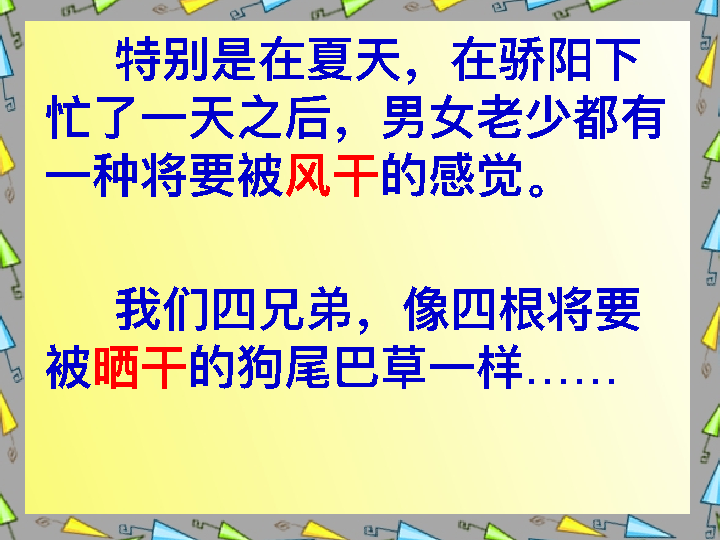 特别是在夏天，在骄阳下
忙了一天之后，男女老少都有
一种将要被风干的感觉。
我们四兄弟，像四根将要
被晒干的狗尾巴草一样……